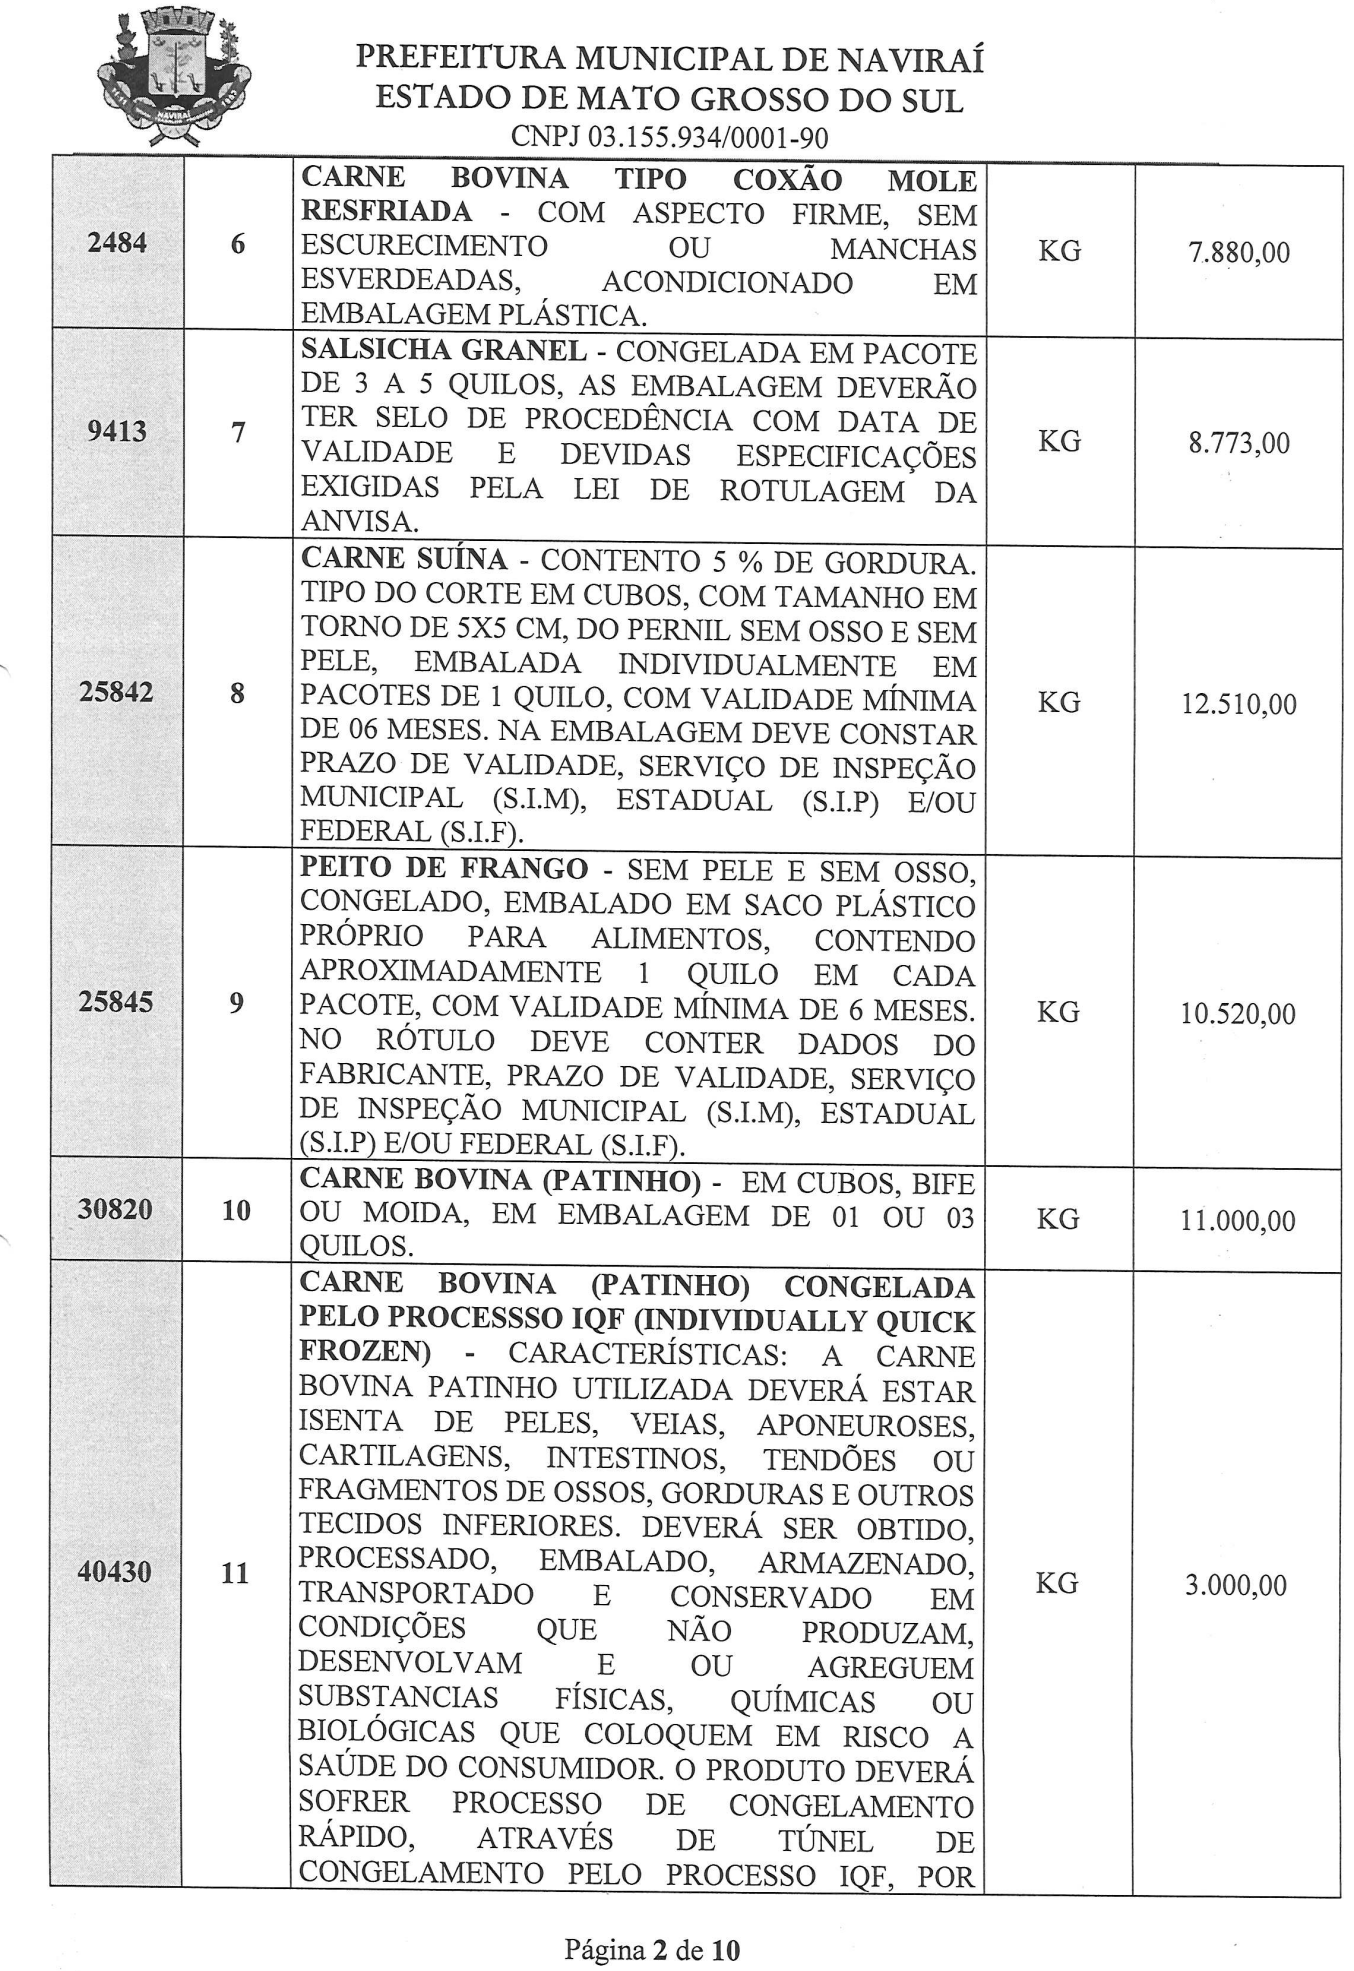 NAVIRAÍ
PREFEITURA MUNICIPAL DE NAVIRAÍ
ESTADO DE MATO GROSSO DO SUL
CNPJ 03.155.934/0001-90
2484
6
CARNE BOVINA TIPO COXÃO MOLE
RESFRIADA - COM ASPECTO FIRME, SEM
ESCURECIMENTO OU MANCHAS
ESVERDEADAS, ACONDICIONADO EM
EMBALAGEM PLÁSTICA.
KG
7.880,00
9413
7
SALSICHA GRANEL - CONGELADA EM PACOTE
DE 3 A 5 QUILOS, AS EMBALAGEM DEVERÃO
TER SELO DE PROCEDÊNCIA COM DATA DE
VALIDADE E DEVIDAS ESPECIFICAÇÕES
EXIGIDAS PELA LEI DE ROTULAGEM DA
ANVISA.
KG
8.773,00
25842
8
CARNE SUÍNA - CONTENTO 5 % DE GORDURA.
TIPO DO CORTE EM CUBOS, COM TAMANHO EM
TORNO DE 5X5 CM, DO PERNIL SEM OSSO E SEM
PELE, EMBALADA INDIVIDUALMENTE EM
PACOTES DE 1 QUILO, COM VALIDADE MÍNIMA
DE 06 MESES. NA EMBALAGEM DEVE CONSTAR
PRAZO DE VALIDADE, SERVIÇO DE INSPEÇÃO
MUNICIPAL (S.I.M), ESTADUAL (S.I.P) E/OU
FEDERAL (S.I.F).
KG
12.510,00
25845
9
PEITO DE FRANGO - SEM PELE E SEM OSSO,
CONGELADO, EMBALADO EM SACO PLÁSTICO
PRÓPRIO PARA ALIMENTOS, CONTENDO
APROXIMADAMENTE 1 QUILO EM CADA
PACOTE, COM VALIDADE MÍNIMA DE 6 MESES.
NO RÓTULO DEVE CONTER DADOS DO
FABRICANTE, PRAZO DE VALIDADE, SERVIÇO
DE INSPEÇÃO MUNICIPAL (S.I.M), ESTADUAL
(S.I.P) E/OU FEDERAL (S.I.F).
KG
10.520,00
30820
10
CARNE BOVINA (PATINHO) - EM CUBOS, BIFE
OU MOIDA, EM EMBALAGEM DE 01 OU 03
QUILOS.
KG
11.000,00
40430
11
CARNE BOVINA (PATINHO) CONGELADA
PELO PROCESSSO IQF (INDIVIDUALLY QUICK
FROZEN) - CARACTERÍSTICAS: A CARNE
BOVINA PATINHO UTILIZADA DEVERÁ ESTAR
ISENTA DE PELES, VEIAS, APONEUROSES,
CARTILAGENS, INTESTINOS, TENDÕES OU
FRAGMENTOS DE OSSOS, GORDURAS E OUTROS
TECIDOS INFERIORES. DEVERÁ SER OBTIDO,
PROCESSADO, EMBALADO, ARMAZENADO,
TRANSPORTADO E CONSERVADO EM
CONDIÇÕES QUE NÃO PRODUZAM,
DESENVOLVAM E OU AGREGUEM
SUBSTANCIAS FÍSICAS, QUÍMICAS OU
BIOLÓGICAS QUE COLOQUEM EM RISCO A
SAÚDE DO CONSUMIDOR. O PRODUTO DEVERÁ
SOFRER PROCESSO DE CONGELAMENTO
RÁPIDO, ATRAVÉS DE TÚNEL DE
CONGELAMENTO PELO PROCESSO IQF, POR
KG
3.000,00
Página 2 de 10